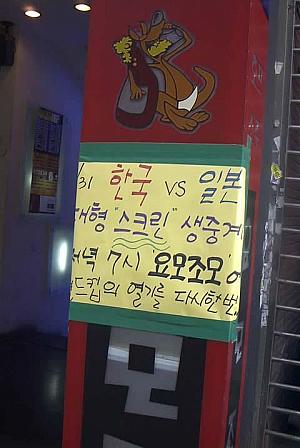 /31 한국 VS 일본
대형 "스크린" 생중계
저녁 7시 '요모조모'에
드컵의 열기를 다시한번